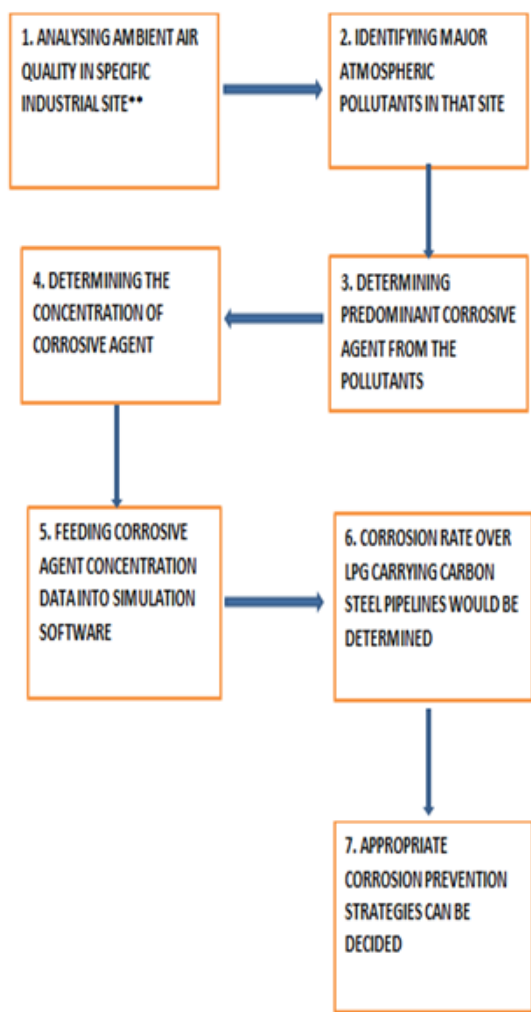 1. ANALYSING AMBIENT AIR
QUALITY IN SPECIFIC
INDUSTRIAL SITE**
2. IDENTIFYING MAJOR
ATMOSPHERIC
POLLUTANTS IN THAT SITE
3. DETERMINING
PREDOMINANT CORROSIVE
AGENT FROM THE
POLLUTANTS
4. DETERMINING THE
CONCENTRATION OF
CORROSIVE AGENT
5. FEEDING CORROSIVE
AGENT CONCENTRATION
DATA INTO SIMULATION
SOFTWARE
6. CORROSION RATE OVER
LPG CARRYING CARBON
STEEL PIPELINES WOULD BE
DETERMINED
7. APPROPRIATE
CORROSION PREVENTION
STRATEGIES CAN BE
DECIDED